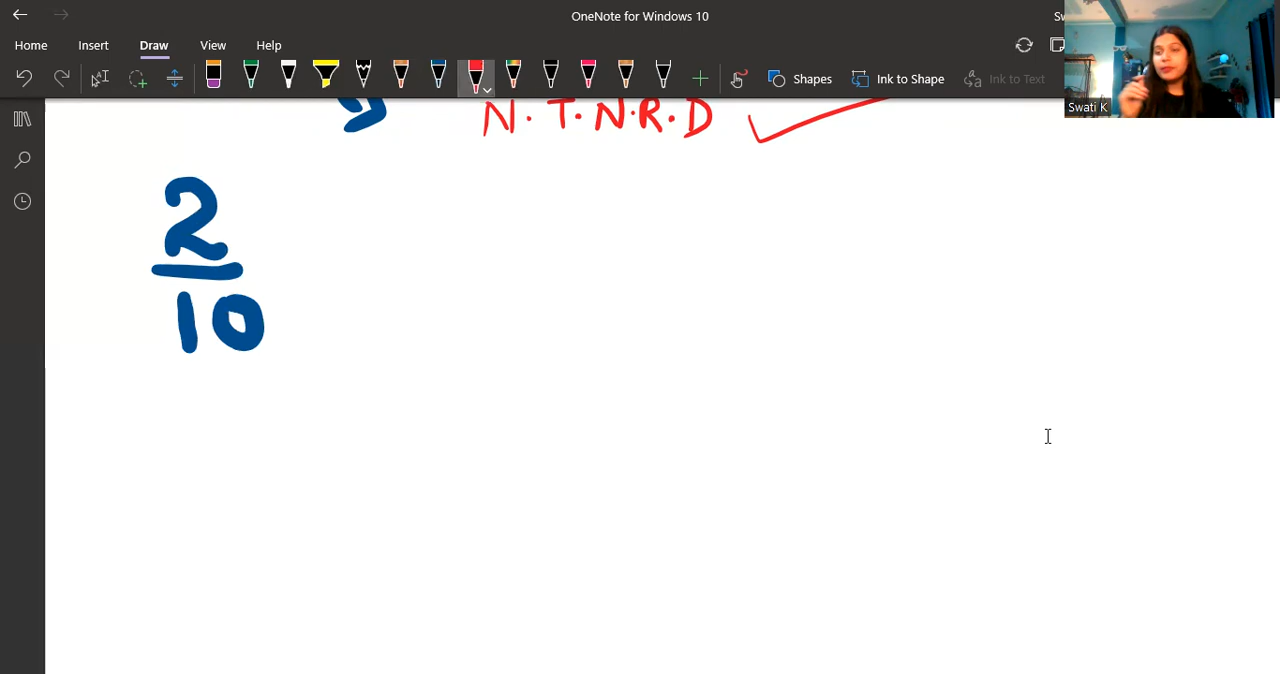 OneNote for Windows 10
Home Insert Draw View Help
Shapes Ink to Shape Ink to Text
Swati K
N.T.N.R.D
2
10